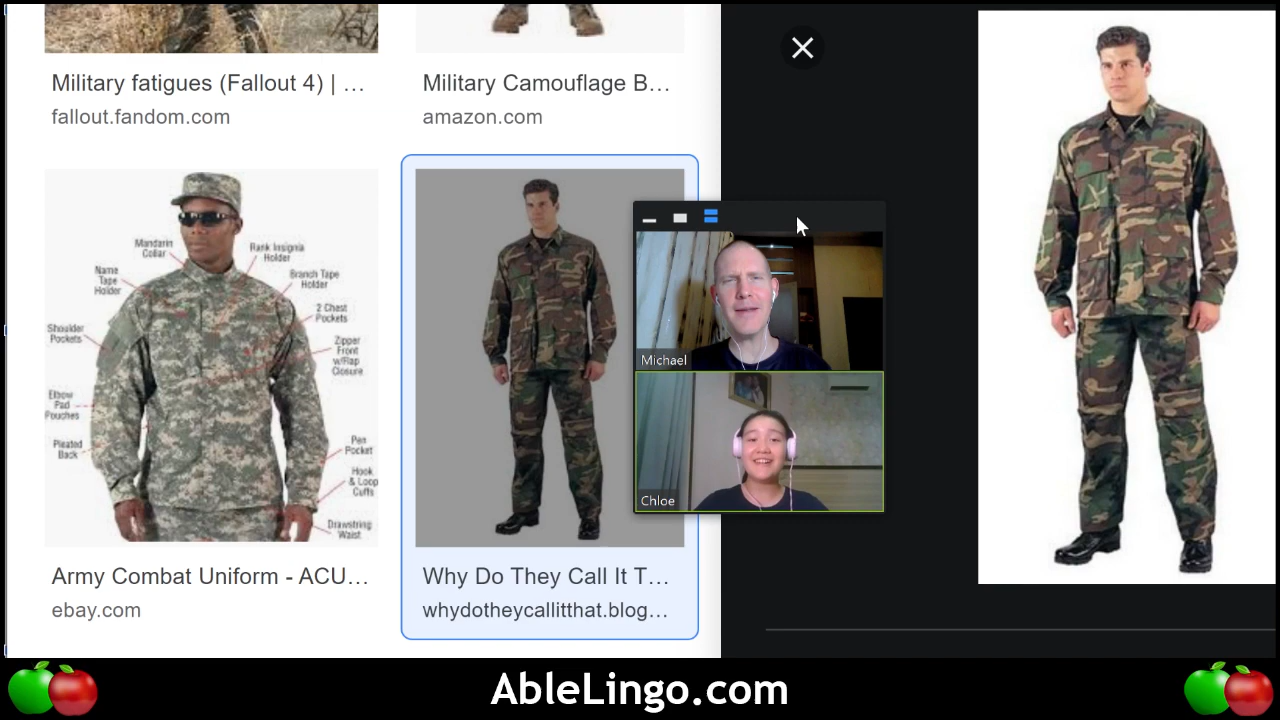 Military fatigues (Fallout 4) | …
fallout.fandom.com
Military Camouflage B…
amazon.com
Mandarin
Collar
Rank Insignia
Holder
Name
Tape
Holder
Branch Tape
Holder
2 Chest
Pockets
Shoulder
Pockets
Zipper
Front
w/Flap
Closure
Elbow
Pad
Pouches
Pleated
Back
Pen
Pocket
Hook
& Loop
Cuffs
Drawstring
Waist
Army Combat Uniform - ACU…
ebay.com
Why Do They Call It T…
whydotheycallitthat.blog…
Michael
Chloe
AbleLingo.com